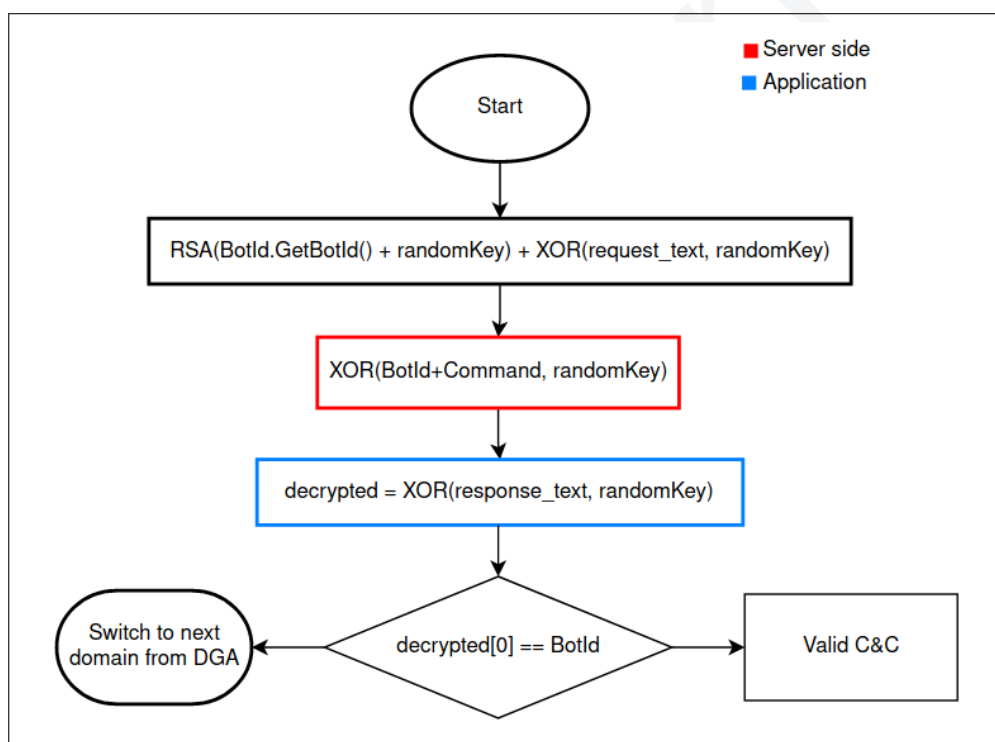 Server side
Application
Start
RSA(BotId.GetBotId() + randomKey) + XOR(request_text, randomKey)
XOR(BotId+Command, randomKey)
decrypted = XOR(response_text, randomKey)
Switch to next
domain from DGA
decrypted[0] == BotId
Valid C&C